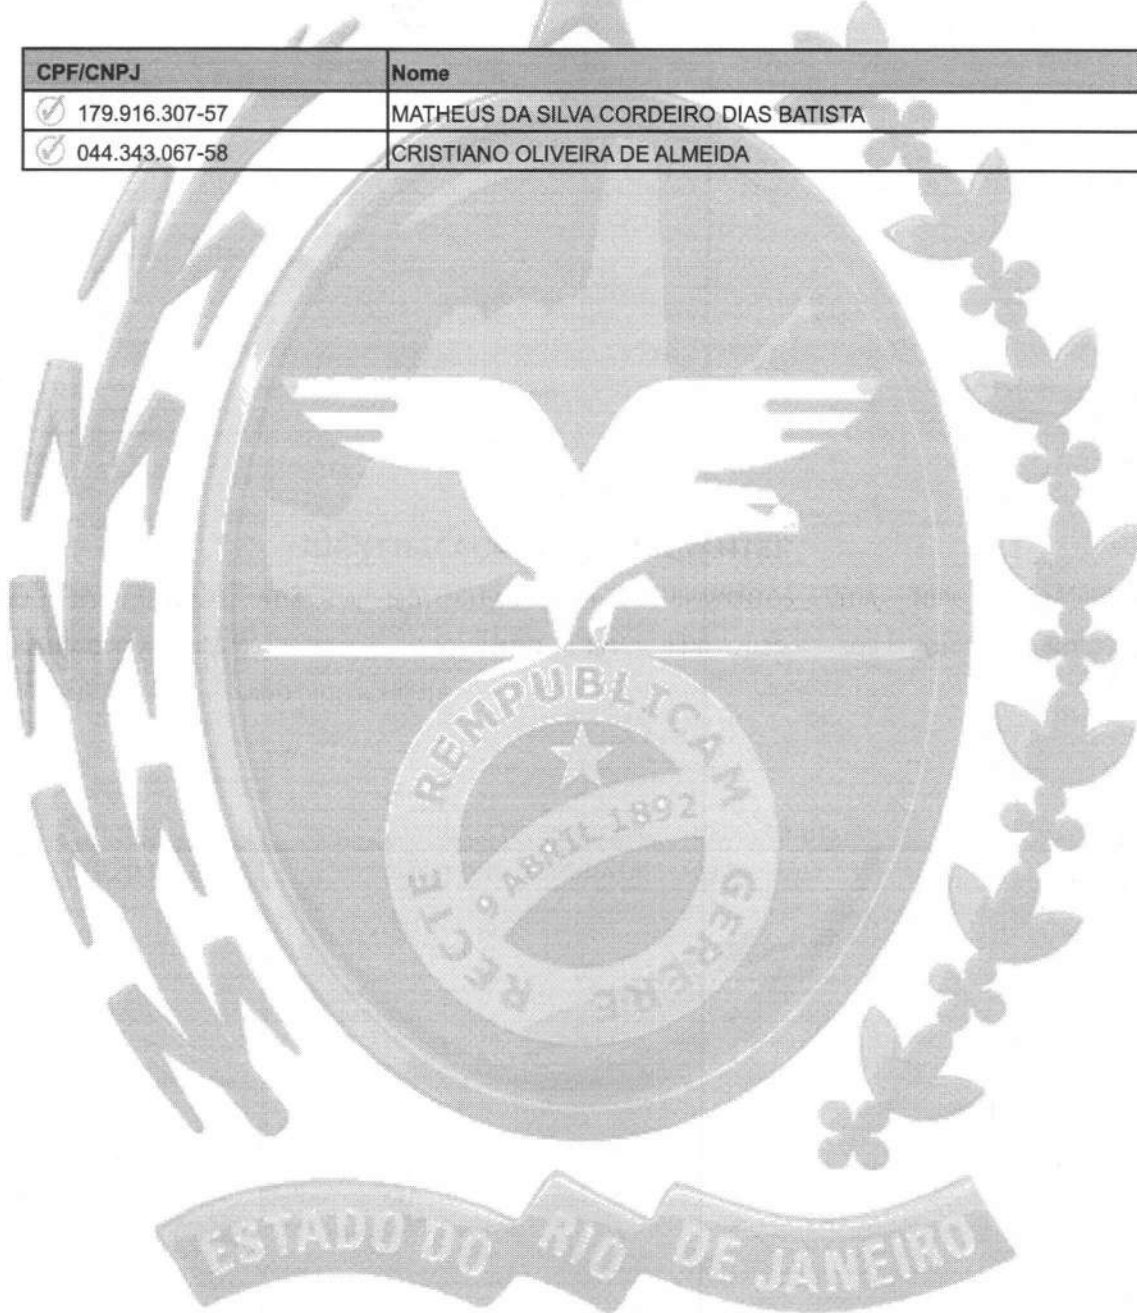 CPF/CNPJ Nome
179.916.307-57 MATHEUS DA SILVA CORDEIRO DIAS BATISTA
044.343.067-58 CRISTIANO OLIVEIRA DE ALMEIDA
RECTE REMPUBLICAM GERERE
9 ABRIL 1892
ESTADO DO RIO DE JANEIRO